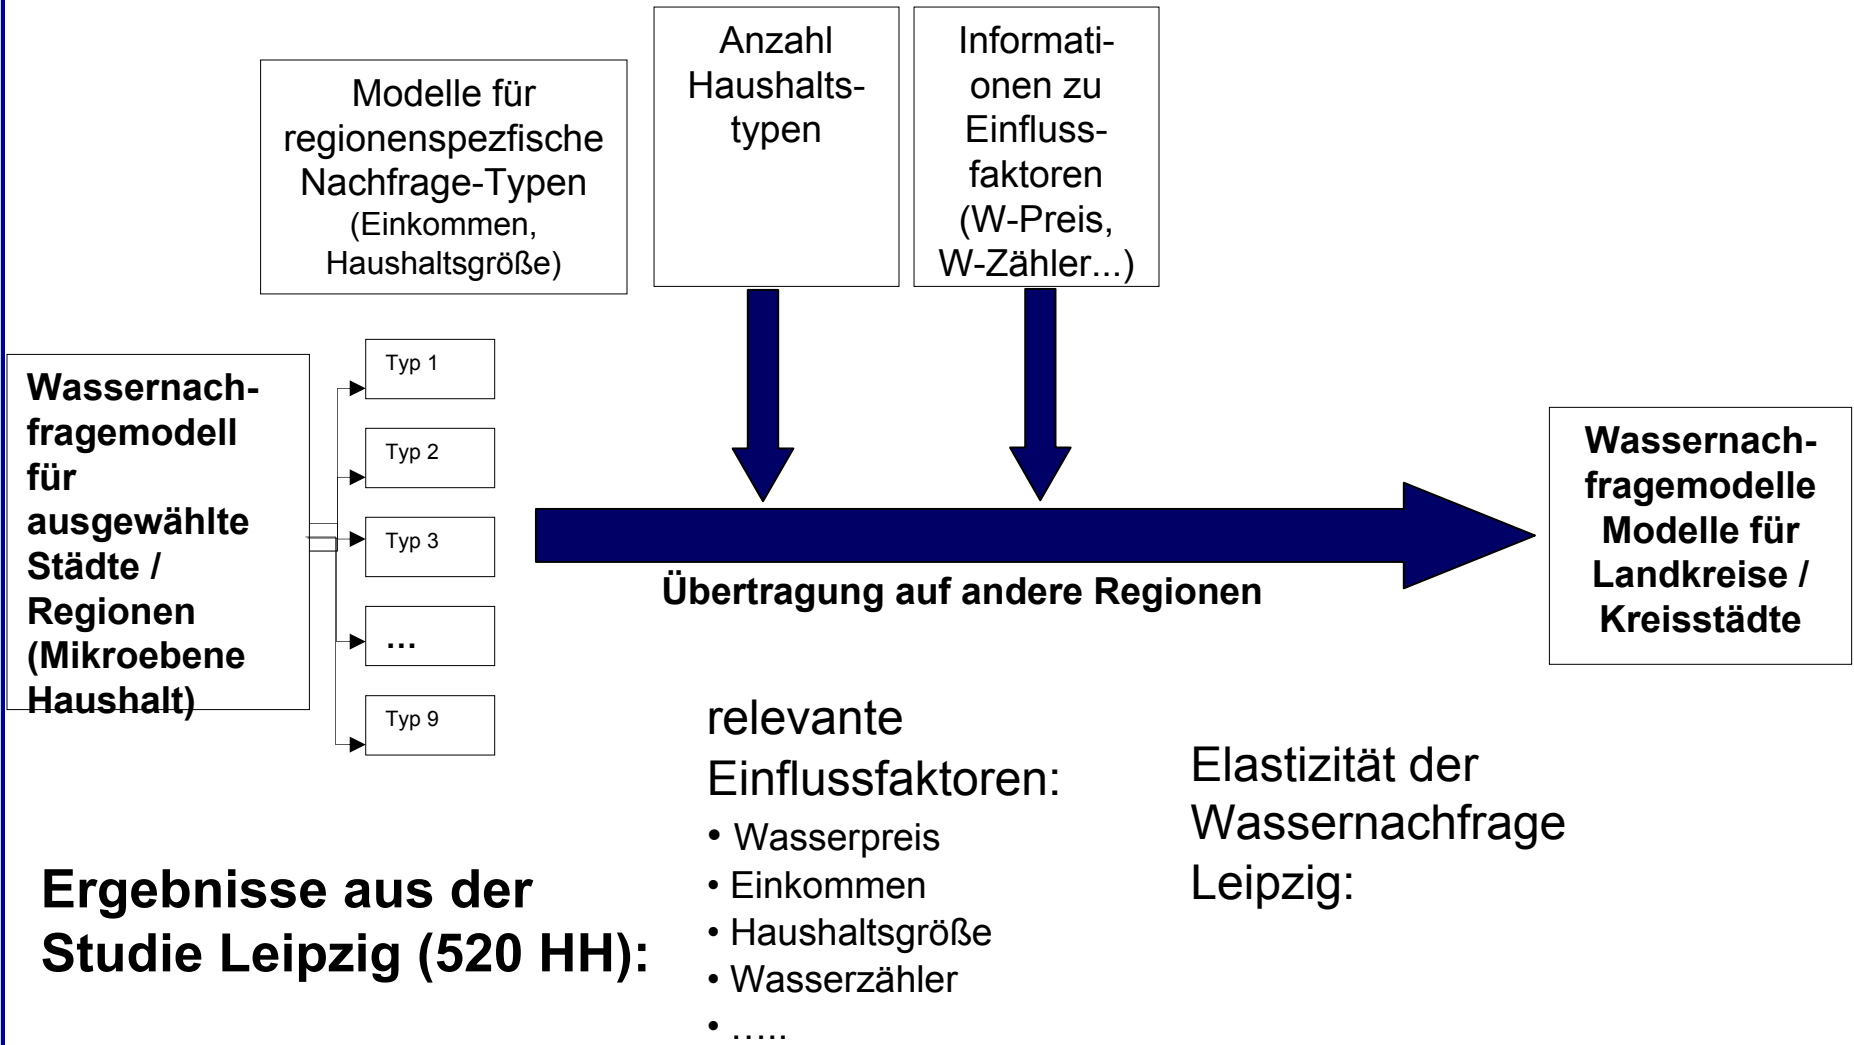 Modelle für
regionenspezfische
Nachfrage-Typen
(Einkommen,
Haushaltsgröße)
Anzahl
Haushalts-
typen
Informati-
onen zu
Einfluss-
faktoren
(W-Preis,
W-Zähler...)
Wassernach-
fragemodell
für
ausgewählte
Städte /
Regionen
(Mikroebene
Haushalt)
Typ 1
Typ 2
Typ 3
...
Typ 9
Übertragung auf andere Regionen
Wassernach-
fragemodelle
Modelle für
Landkreise /
Kreisstädte
Ergebnisse aus der
Studie Leipzig (520 HH):
relevante
Einflussfaktoren:
• Wasserpreis
• Einkommen
• Haushaltsgröße
• Wasserzähler
• …..
Elastizität der
Wassernachfrage
Leipzig: